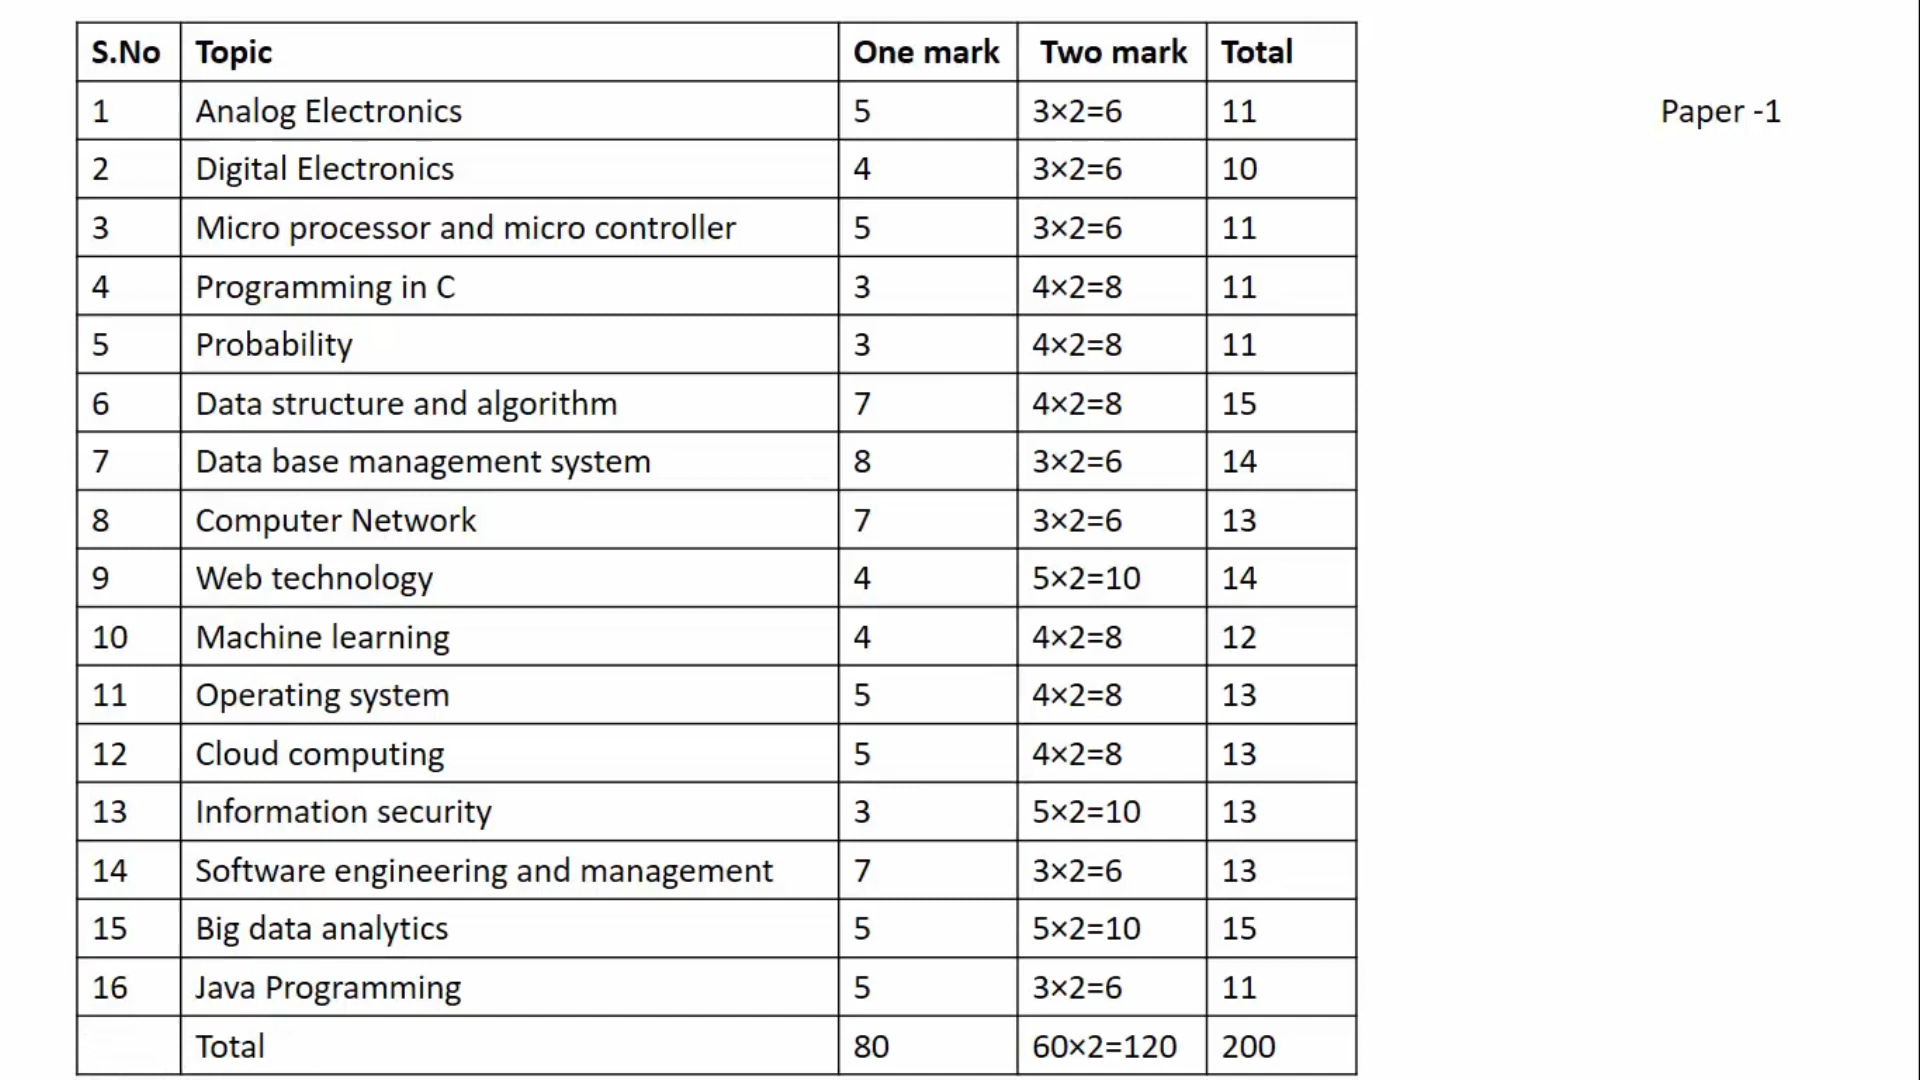 S.No Topic One mark Two mark Total
1 Analog Electronics 5 3×2=6 11 Paper -1
2 Digital Electronics 4 3×2=6 10
3 Micro processor and micro controller 5 3×2=6 11
4 Programming in C 3 4×2=8 11
5 Probability 3 4×2=8 11
6 Data structure and algorithm 7 4×2=8 15
7 Data base management system 8 3×2=6 14
8 Computer Network 7 3×2=6 13
9 Web technology 4 5×2=10 14
10 Machine learning 4 4×2=8 12
11 Operating system 5 4×2=8 13
12 Cloud computing 5 4×2=8 13
13 Information security 3 5×2=10 13
14 Software engineering and management 7 3×2=6 13
15 Big data analytics 5 5×2=10 15
16 Java Programming 5 3×2=6 11
Total 80 60×2=120 200